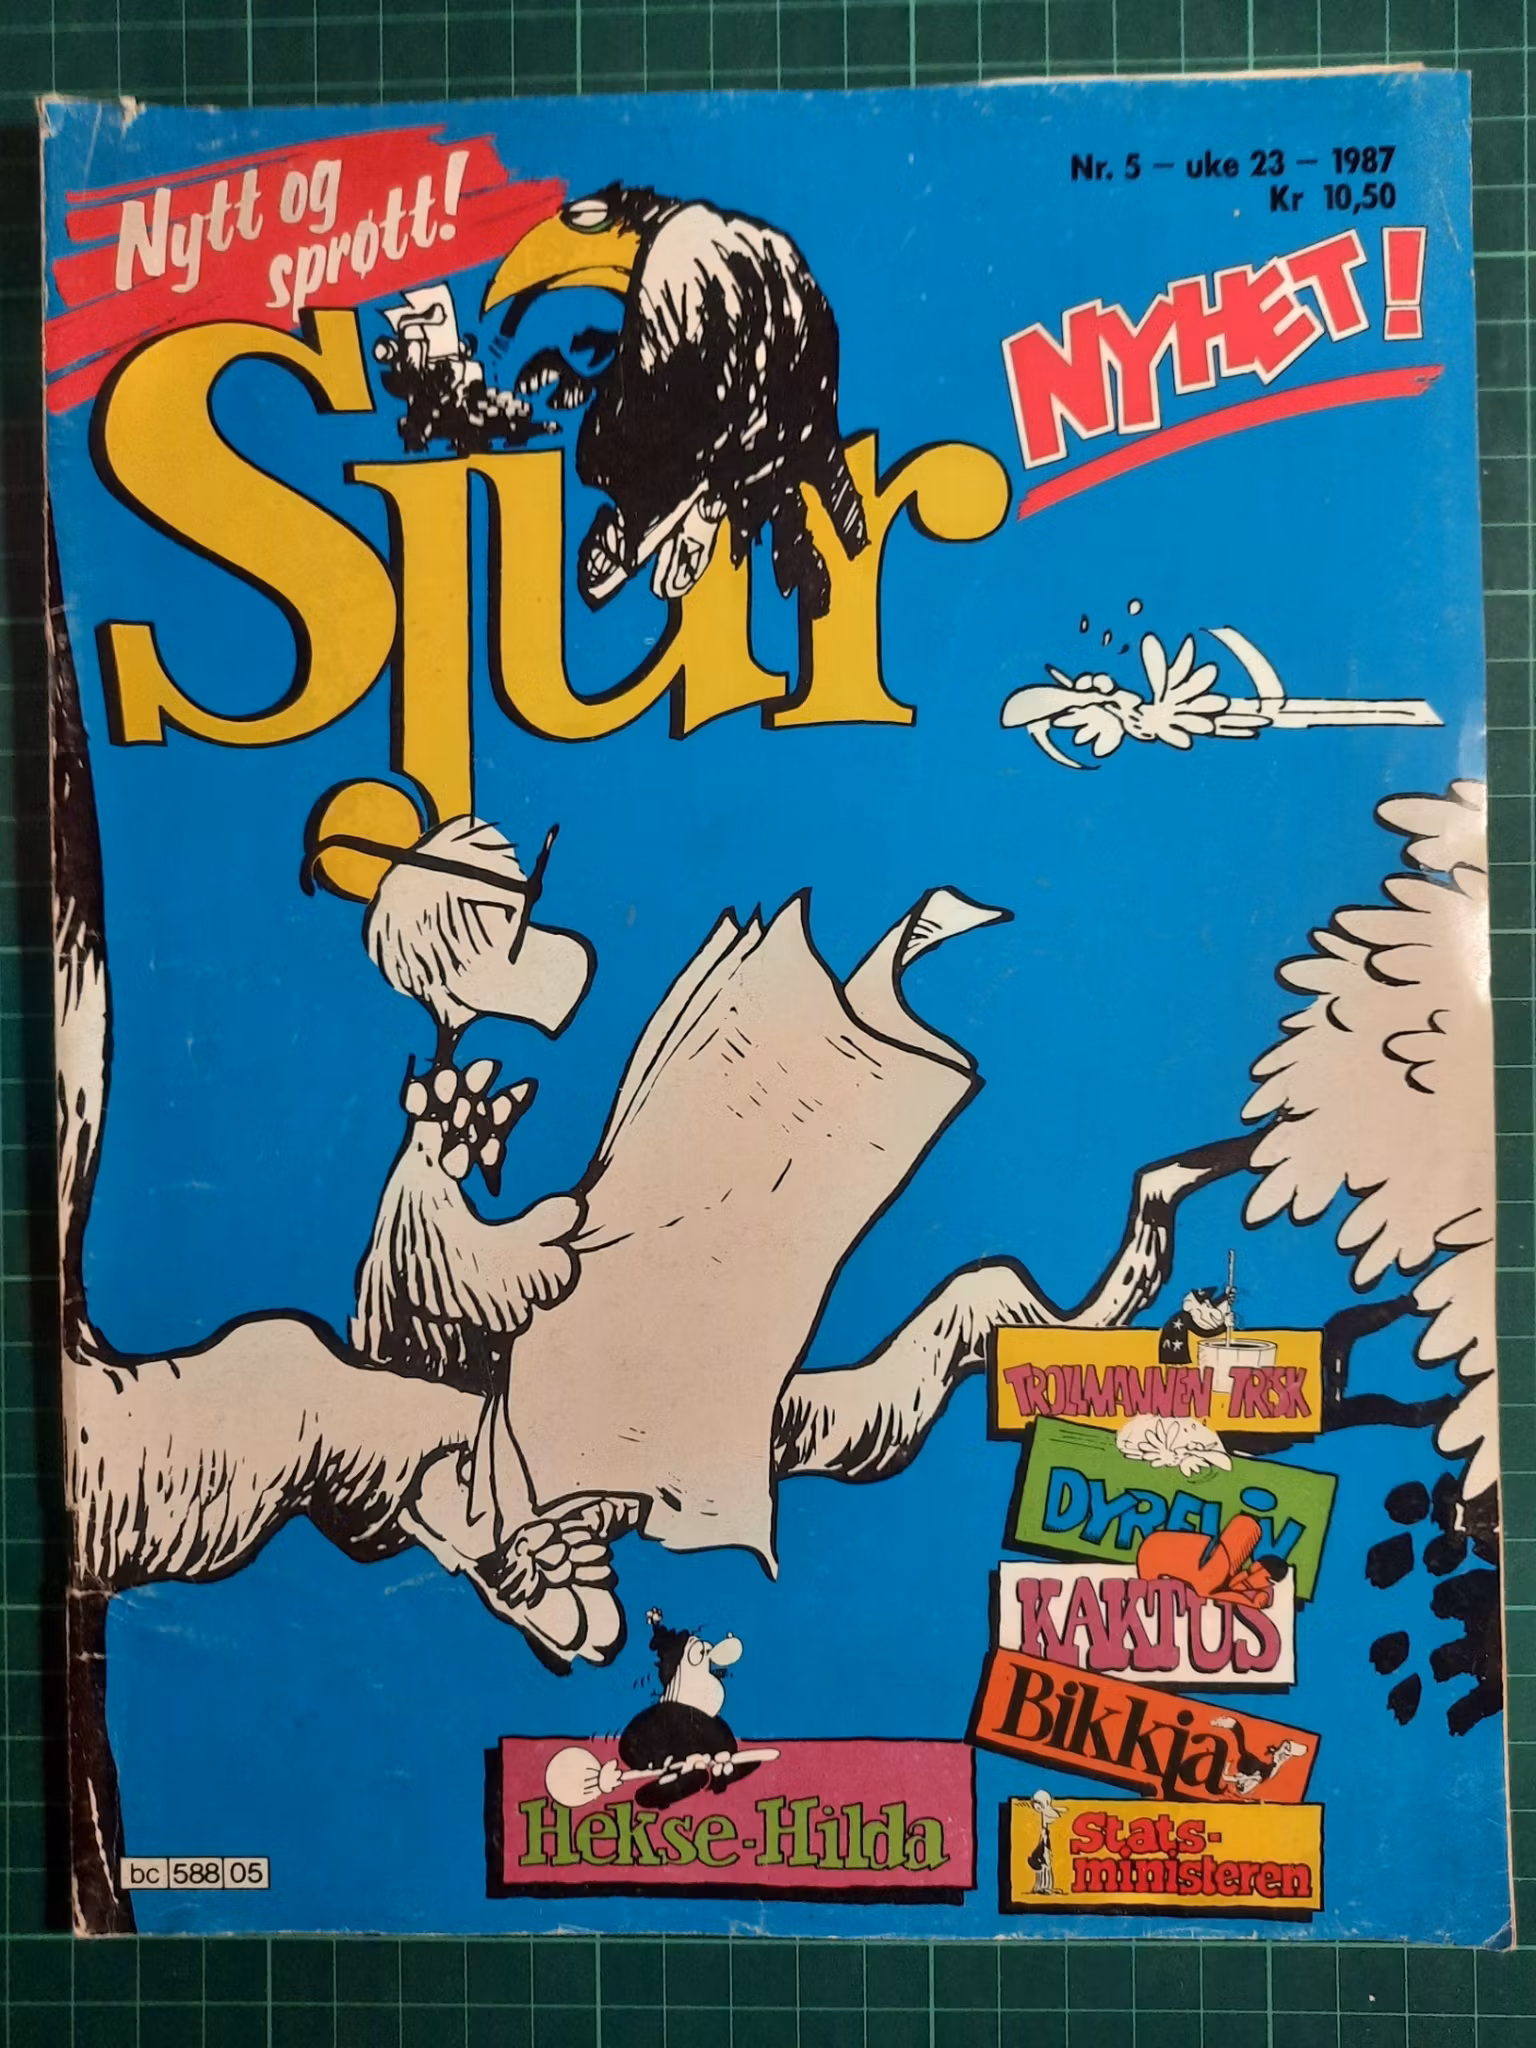 Nytt og
sprøtt!
Nr. 5 – uke 23 – 1987
Kr 10,50
NYHET!
Sjur
TROLLMANNEN TRISK
DYRELIV
KAKTUS
Bikkja
Hekse-Hilda
Stats-
ministeren
bc 588 05